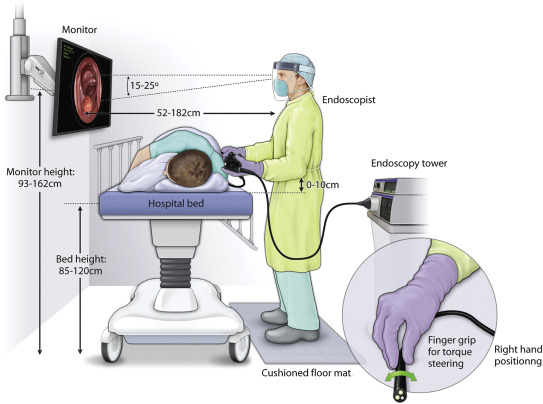 Monitor
15-25º
Endoscopist
52-182cm
Endoscopy tower
Monitor height:
93-162cm
0-10cm
Hospital bed
Bed height:
85-120cm
Finger grip
for torque
steering
Right hand
positionng
Cushioned floor mat